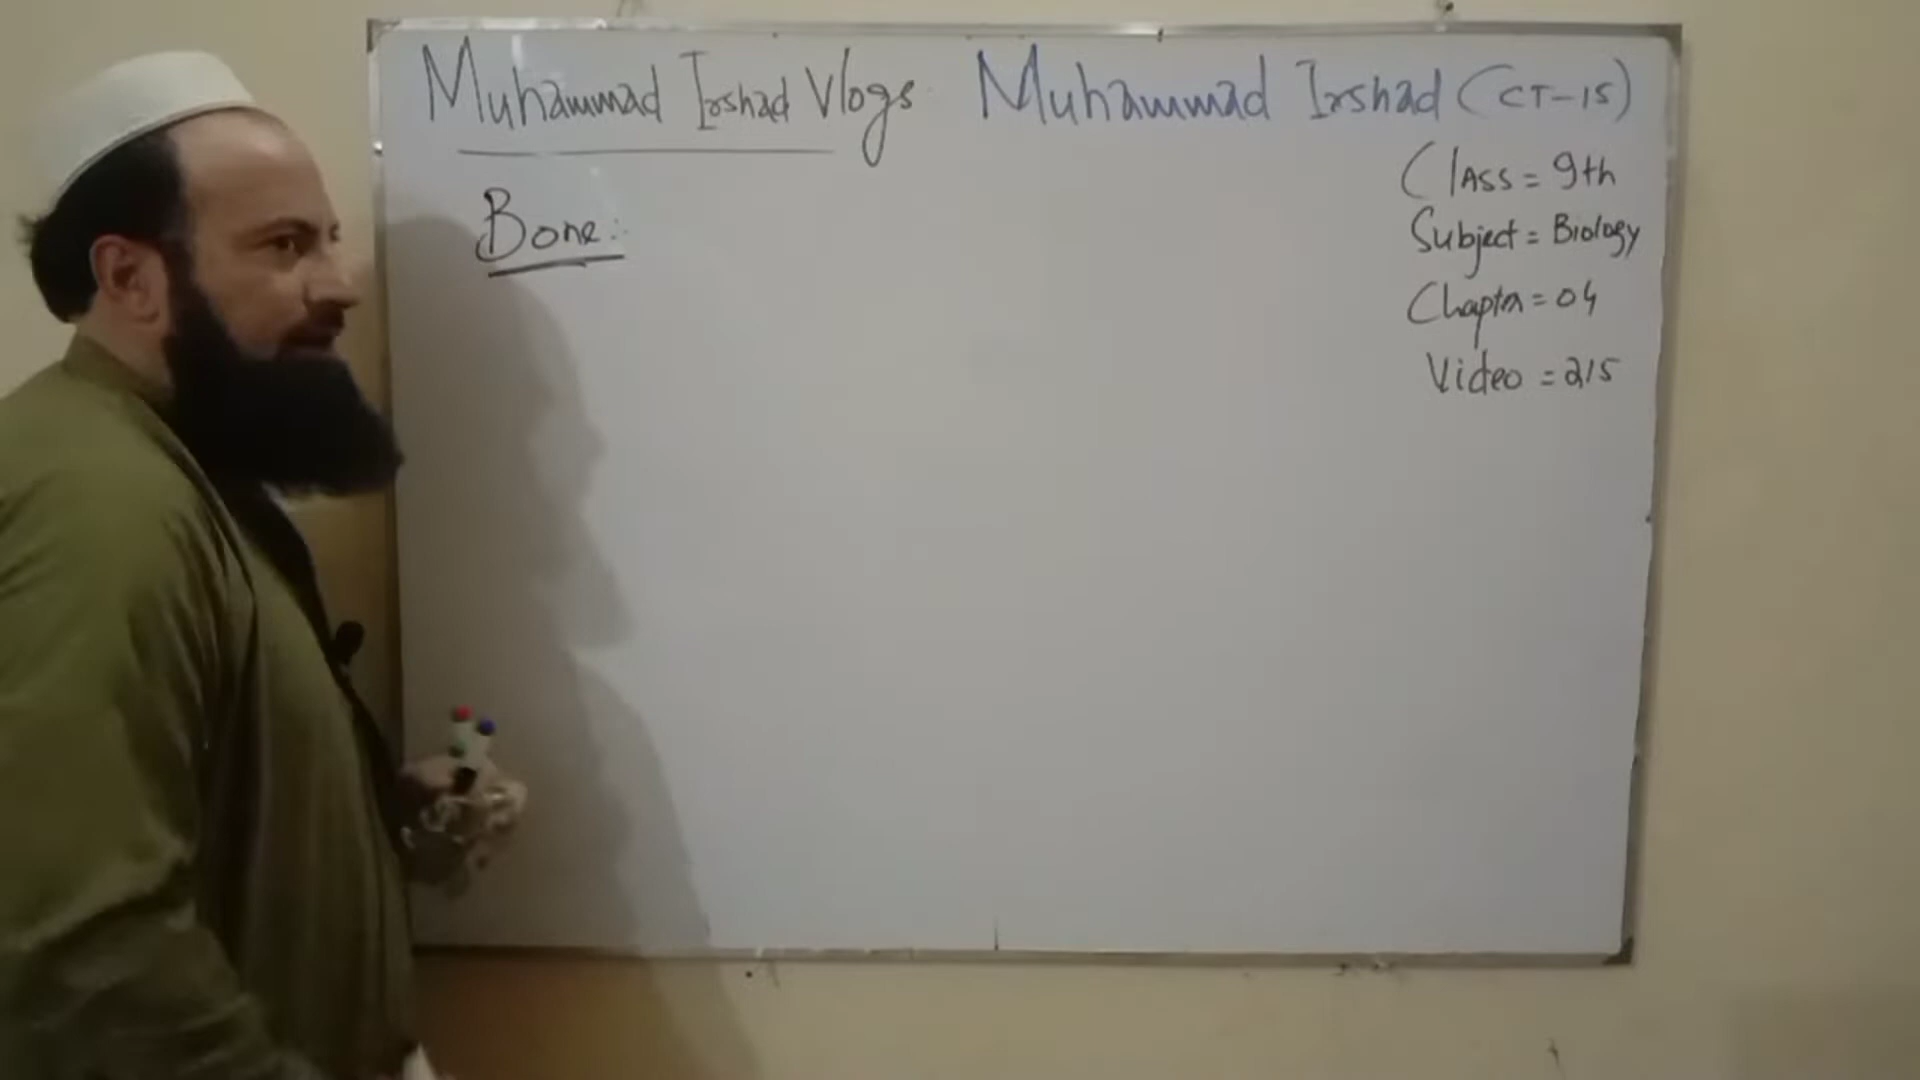 Muhammad Irshad Vlogs Muhammad Irshad (CT-15)
Bone:
Class = 9th
Subject = Biology
Chapter = 04
Video = 215